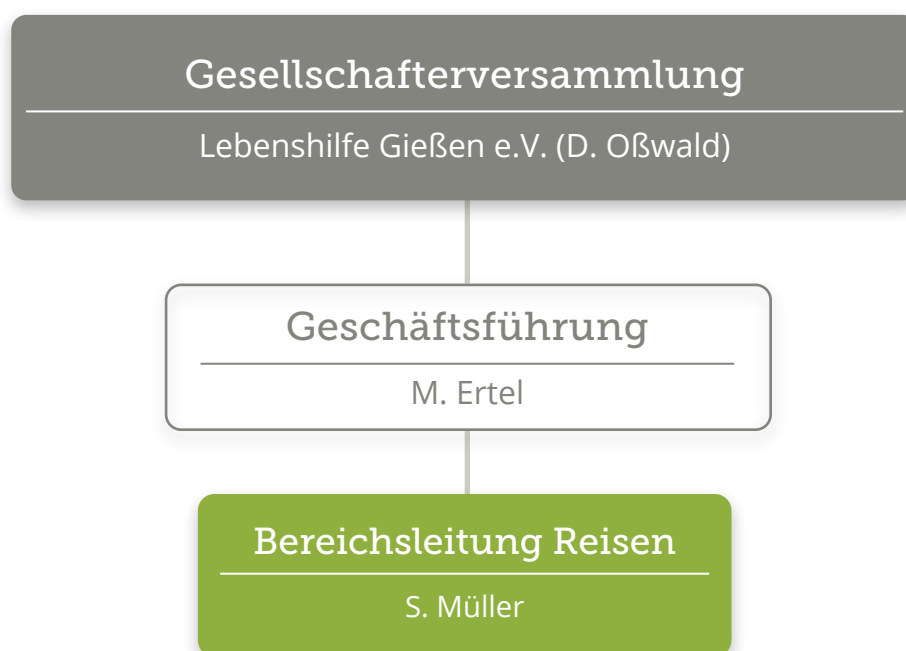 Gesellschafterversammlung
Lebenshilfe Gießen e.V. (D. Oßwald)
Geschäftsführung
M. Ertel
Bereichsleitung Reisen
S. Müller